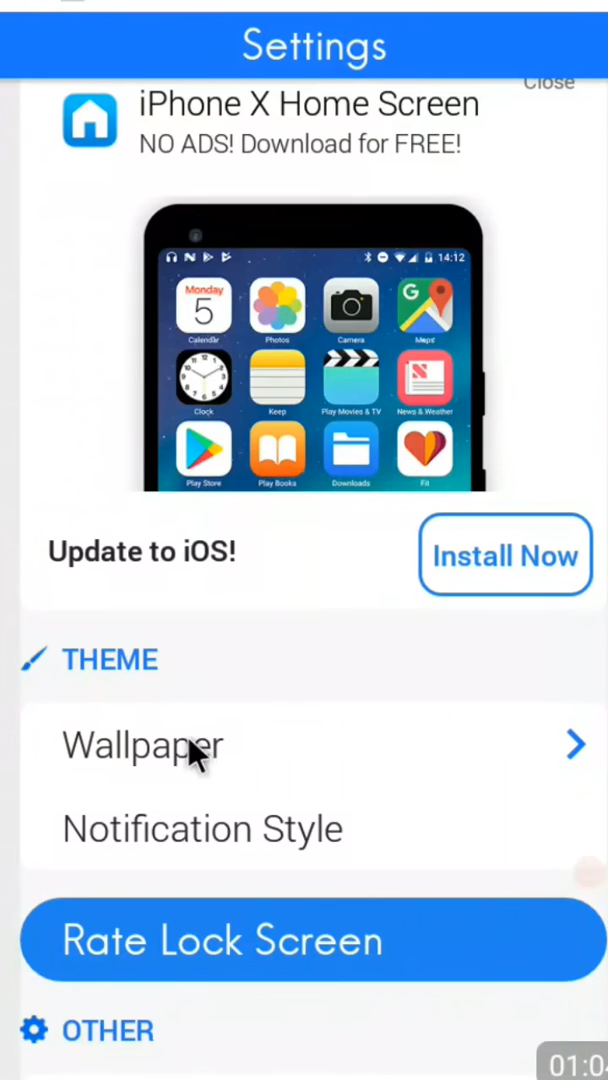 Settings
Close
iPhone X Home Screen
NO ADS! Download for FREE!
14:12
Monday
5
G
Calendar Photos Camera Maps
Clock Keep Play Movies & TV News & Weather
Play Store Play Books Downloads Fit
Update to iOS!
Install Now
THEME
Wallpaper
Notification Style
Rate Lock Screen
OTHER